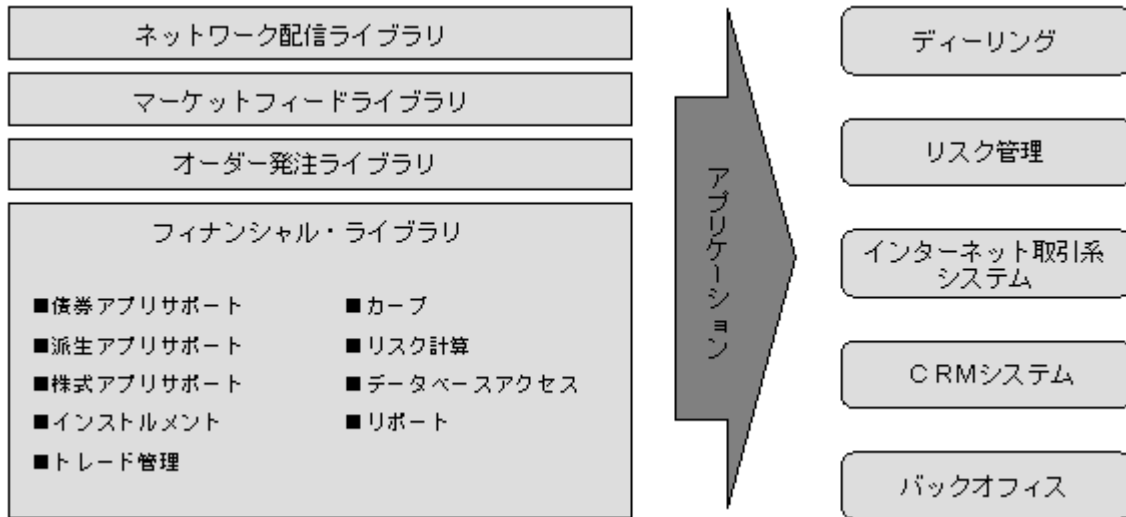 ネットワーク配信ライブラリ
マーケットフィードライブラリ
オーダー発注ライブラリ
フィナンシャル・ライブラリ
■債券アプリサポート
■派生アプリサポート
■株式アプリサポート
■インストルメント
■トレード管理
■カーブ
■リスク計算
■データベースアクセス
■リポート
アプリケーション
ディーリング
リスク管理
インターネット取引系
システム
ＣRMシステム
バックオフィス